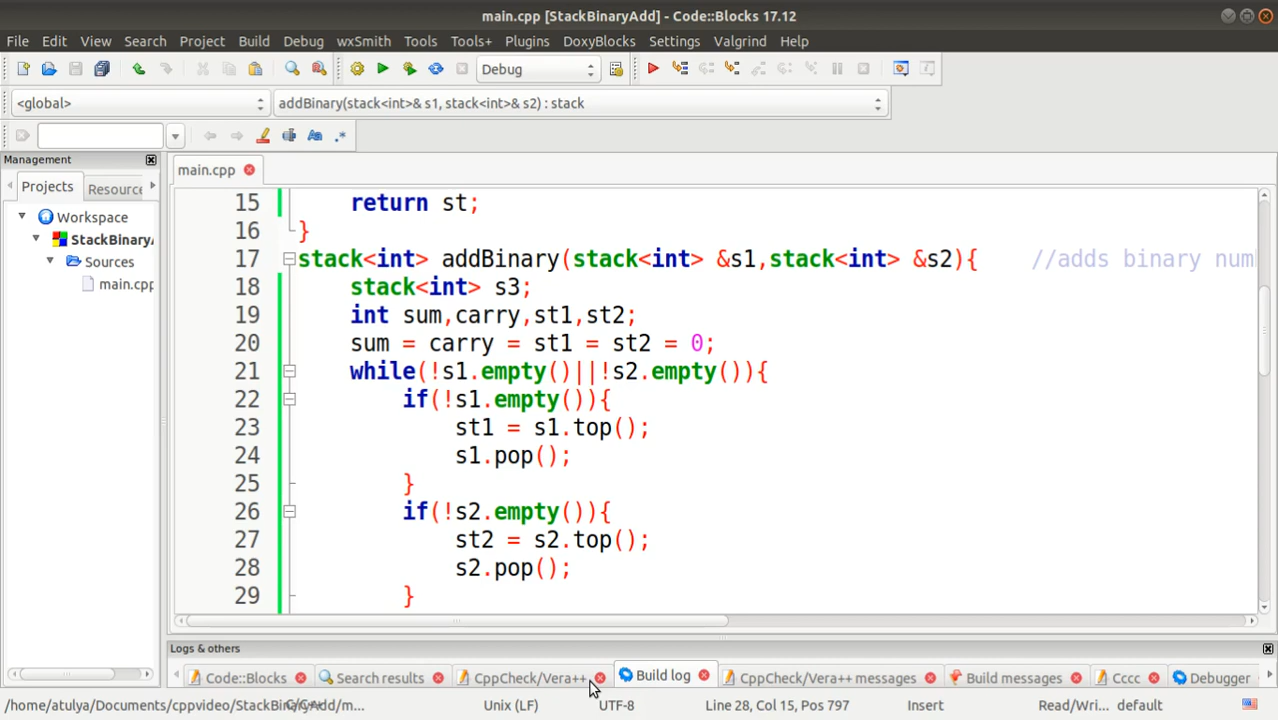 main.cpp [StackBinaryAdd] - Code::Blocks 17.12
File Edit View Search Project Build Debug wxSmith Tools Tools+ Plugins DoxyBlocks Settings Valgrind Help
Debug
<global> addBinary(stack<int>& s1, stack<int>& s2) : stack
Management
main.cpp
Projects Resource
15 return st;
Workspace
16 }
StackBinary
17 stack<int> addBinary(stack<int> &s1,stack<int> &s2){ //adds binary num
Sources
main.cpp
18 stack<int> s3;
19 int sum,carry,st1,st2;
20 sum = carry = st1 = st2 = 0;
21 while(!s1.empty()||!s2.empty()){
22 if(!s1.empty()){
23 st1 = s1.top();
24 s1.pop();
25 }
26 if(!s2.empty()){
27 st2 = s2.top();
28 s2.pop();
29 }
Logs & others
Code::Blocks Search results CppCheck/Vera++ Build log CppCheck/Vera++ messages Build messages Cccc Debugger
/home/atulya/Documents/cppvideo/StackBinaryAdd/m... Unix (LF) UTF-8 Line 28, Col 15, Pos 797 Insert Read/Wri... default